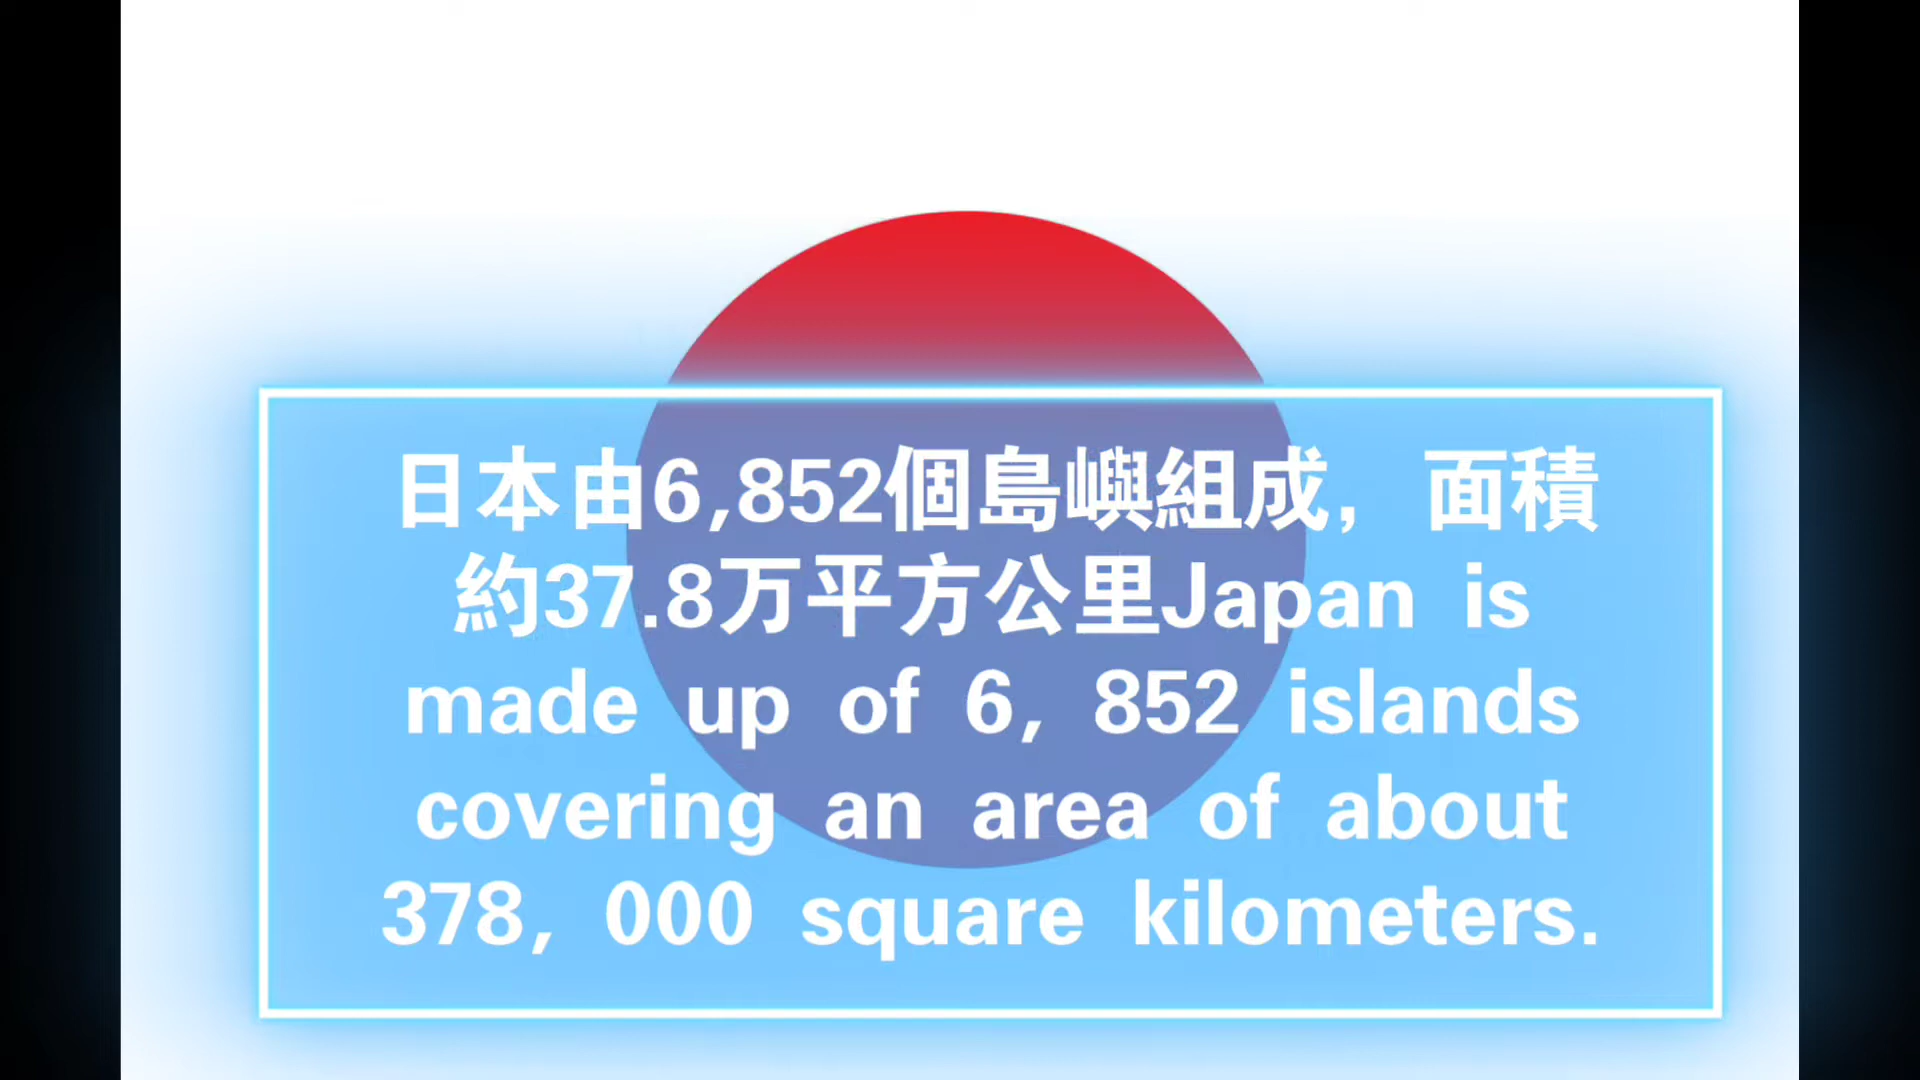 日本由6,852個島嶼組成，面積
約37.8万平方公里Japan is
made up of 6, 852 islands
covering an area of about
378, 000 square kilometers.